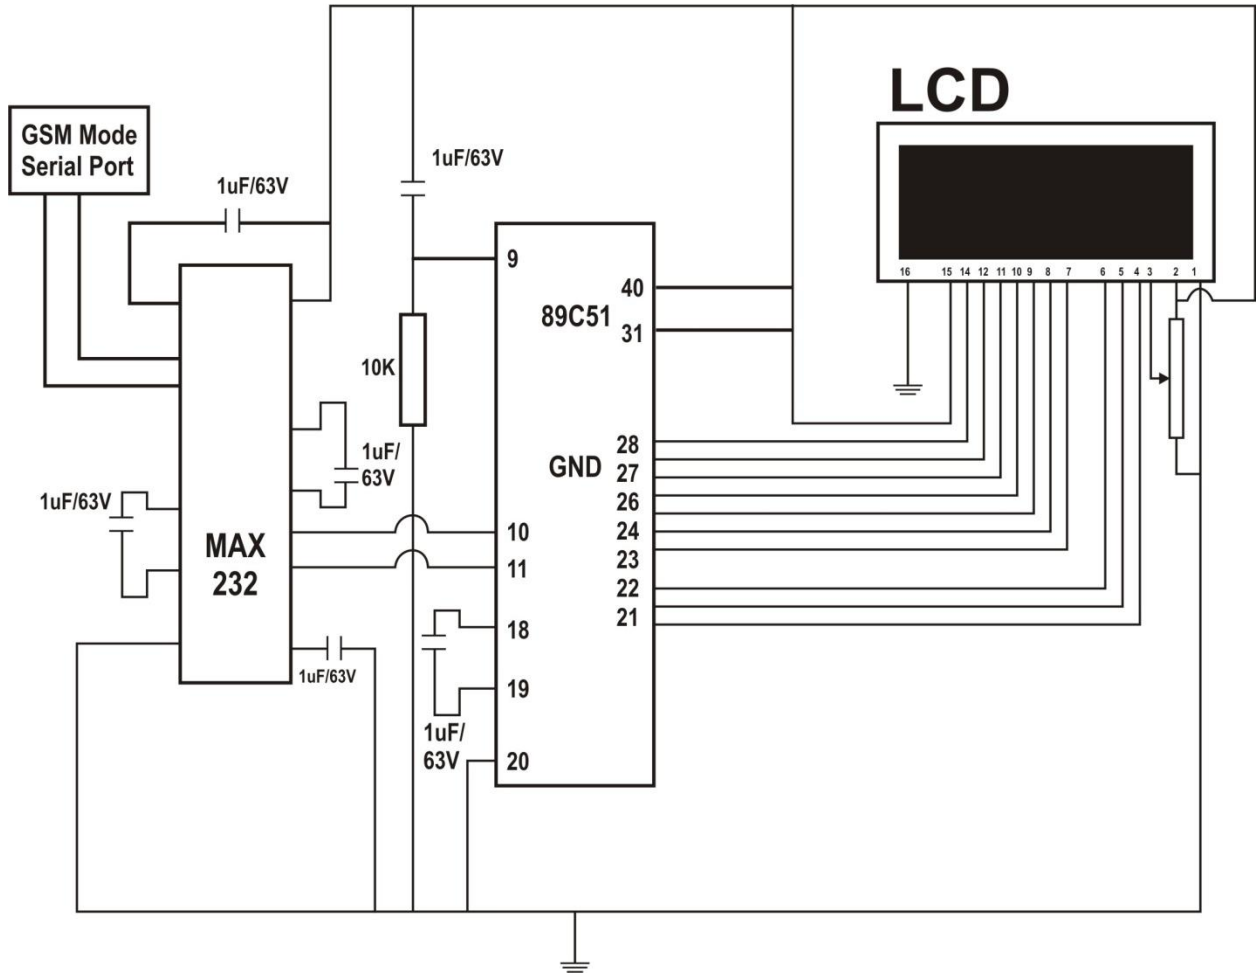 LCD
GSM Mode
Serial Port
1uF/63V
1uF/63V
16 15 14 12 11 10 9 8 7 6 5 4 3 2 1
9
40
89C51
31
10K
1uF/
63V
28
GND
27
26
24
23
22
21
1uF/63V
MAX
232
10
11
18
19
1uF/63V
1uF/
63V
20